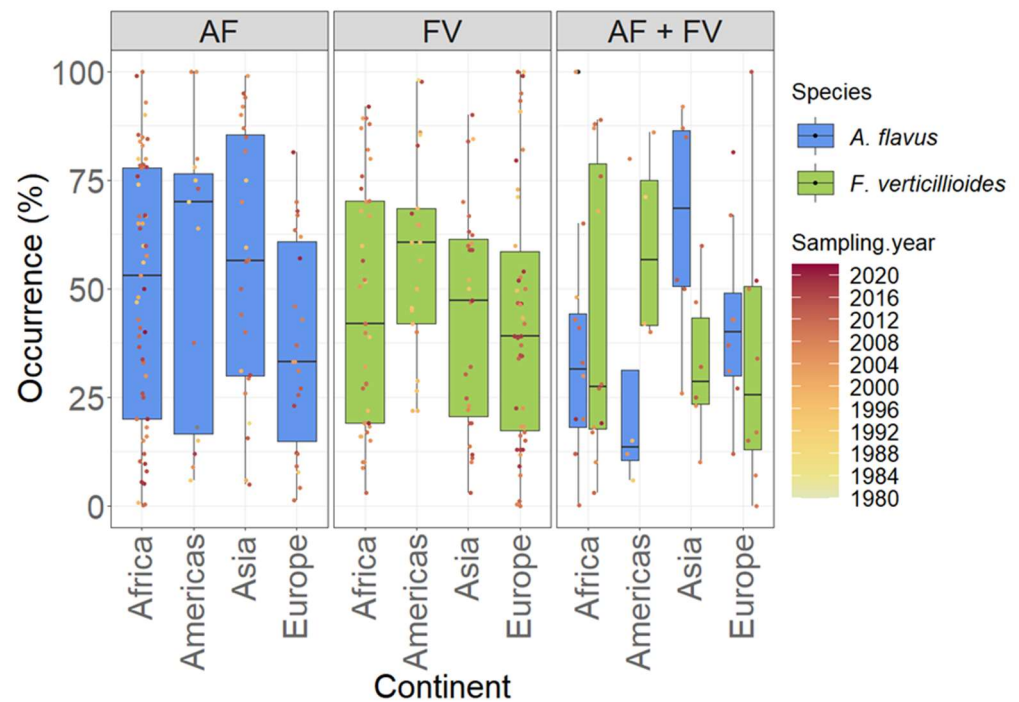 AF
FV
AF + FV
Occurrence (%)
100
75
50
25
0
Africa
Americas
Asia
Europe
Africa
Americas
Asia
Europe
Africa
Americas
Asia
Europe
Continent
Species
A. flavus
F. verticillioides
Sampling.year
2020
2016
2012
2008
2004
2000
1996
1992
1988
1984
1980